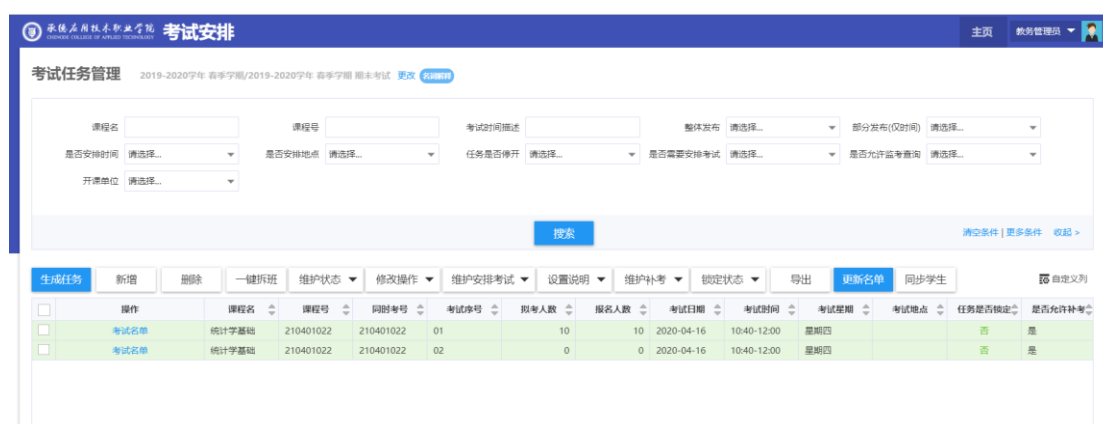 承德应用技术职业学院 考试安排 主页 教务管理员
CHENGDE COLLEGE OF APPLIED TECHNOLOGY
考试任务管理 2019-2020学年 春季学期/2019-2020学年 春季学期 期末考试 更改 名词解释
课程名 课程号 考试时间描述 整体发布 请选择... 部分发布(仅时间) 请选择...
是否安排时间 请选择... 是否安排地点 请选择... 任务是否停开 请选择... 是否需要安排考试 请选择... 是否允许监考查询 请选择...
开课单位 请选择...
搜索 清空条件 | 更多条件 收起 >
生成任务 新增 删除 一键拆班 维护状态 修改操作 维护安排考试 设置说明 维护补考 锁定状态 导出 更新名单 同步学生 自定义列
操作 课程名 课程号 同时考号 考试序号 拟考人数 报名人数 考试日期 考试时间 考试星期 考试地点 任务是否锁定 是否允许补考
考试名单 统计学基础 210401022 210401022 01 10 10 2020-04-16 10:40-12:00 星期四 否 是
考试名单 统计学基础 210401022 210401022 02 0 0 2020-04-16 10:40-12:00 星期四 否 是